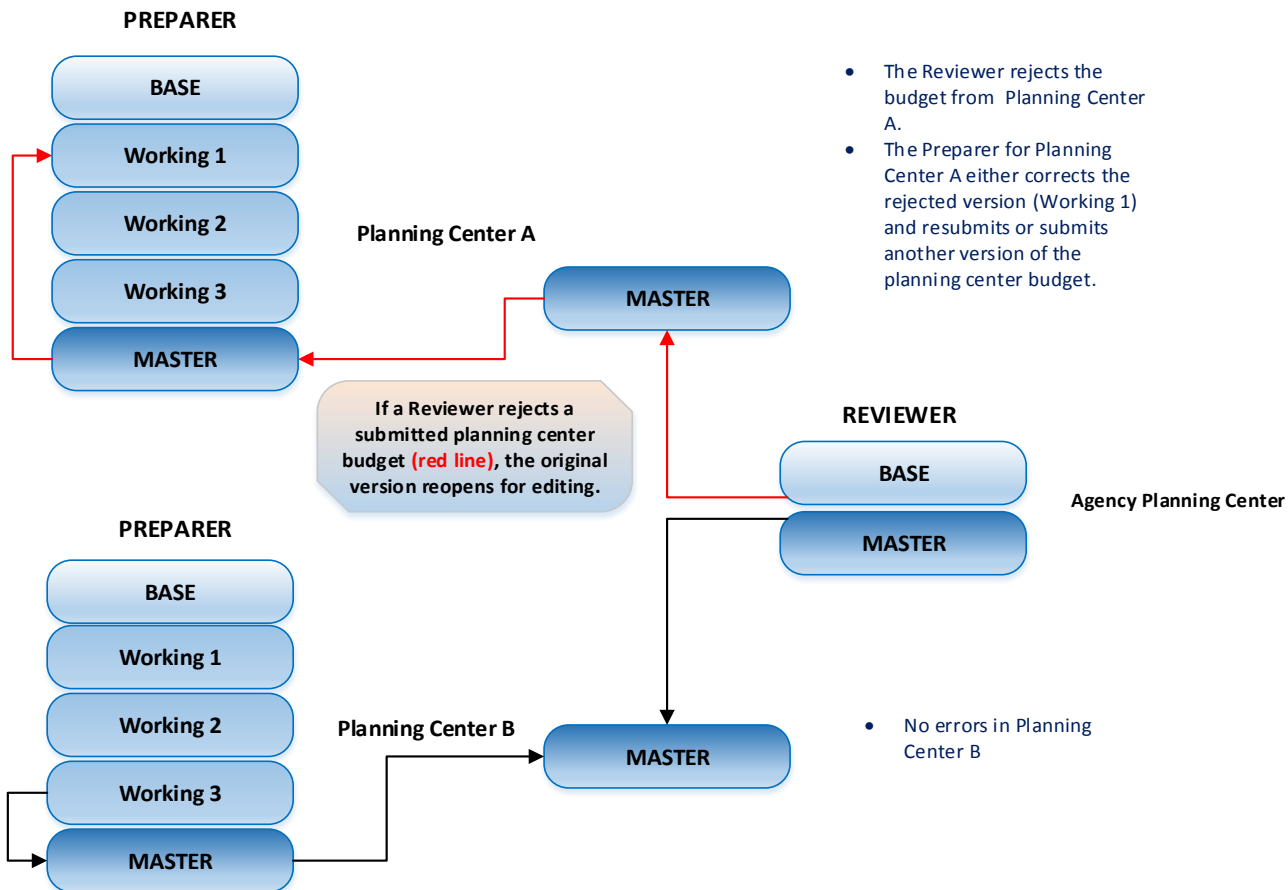 PREPARER
BASE
Working 1
Working 2
Working 3
MASTER
Planning Center A
MASTER
• The Reviewer rejects the
budget from Planning Center
A.
• The Preparer for Planning
Center A either corrects the
rejected version (Working 1)
and resubmits or submits
another version of the
planning center budget.
If a Reviewer rejects a
submitted planning center
budget (red line), the original
version reopens for editing.
REVIEWER
BASE
MASTER
Agency Planning Center
PREPARER
BASE
Working 1
Working 2
Working 3
MASTER
Planning Center B
MASTER
• No errors in Planning
Center B